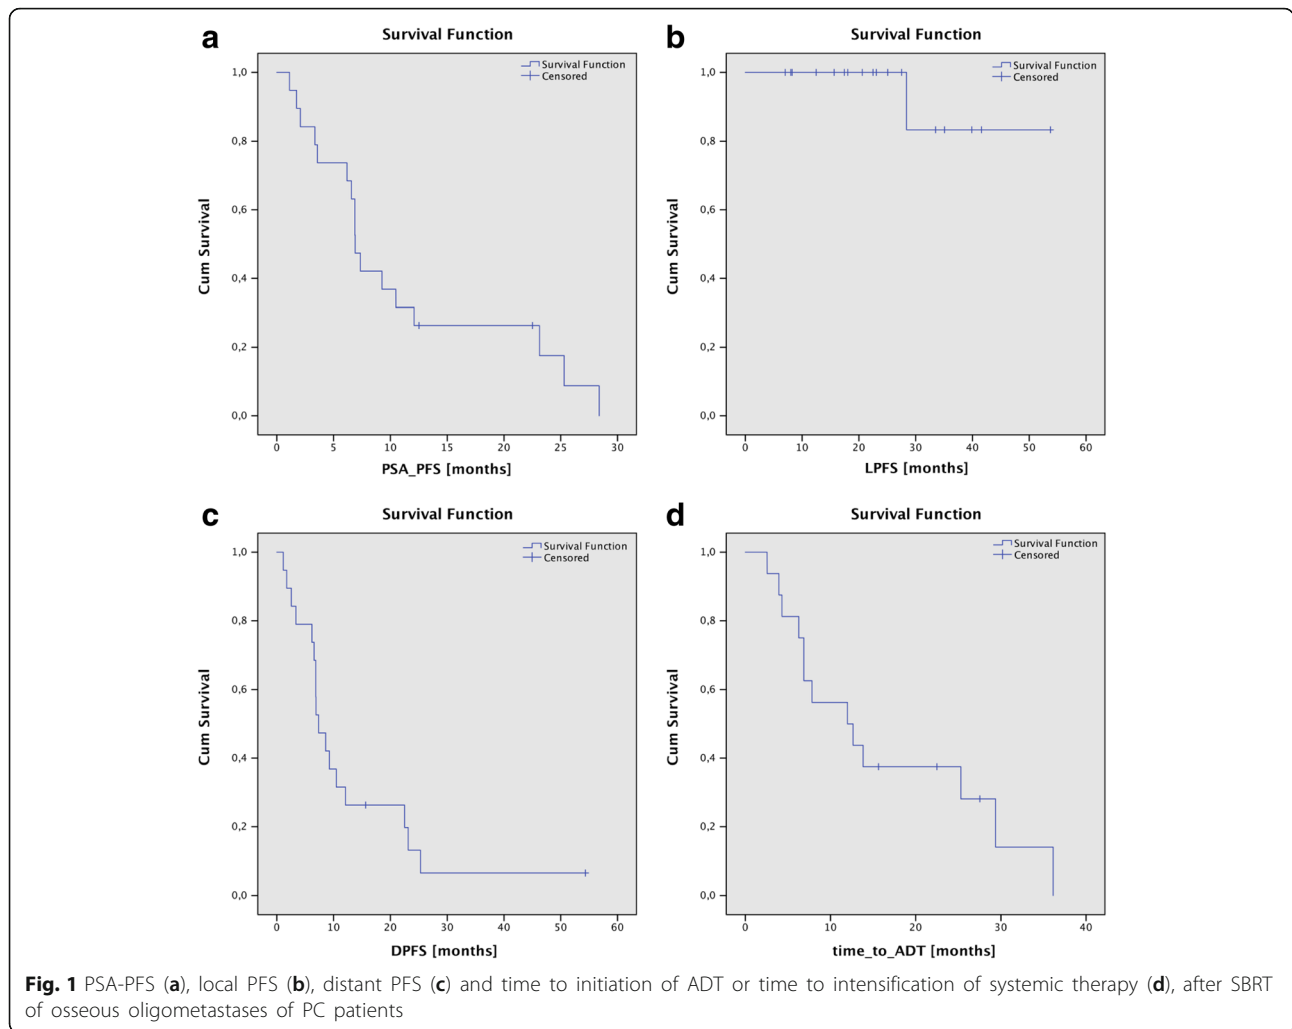 a
Survival Function
Survival Function
Censored
1,0
0,8
0,6
0,4
0,2
0,0
Cum Survival
0 5 10 15 20 25 30
PSA_PFS [months]
b
Survival Function
Survival Function
Censored
1,0
0,8
0,6
0,4
0,2
0,0
Cum Survival
0 10 20 30 40 50 60
LPFS [months]
c
Survival Function
Survival Function
Censored
1,0
0,8
0,6
0,4
0,2
0,0
Cum Survival
0 10 20 30 40 50 60
DPFS [months]
d
Survival Function
Survival Function
Censored
1,0
0,8
0,6
0,4
0,2
0,0
Cum Survival
0 10 20 30 40
time_to_ADT [months]
Fig. 1 PSA-PFS (a), local PFS (b), distant PFS (c) and time to initiation of ADT or time to intensification of systemic therapy (d), after SBRT
of osseous oligometastases of PC patients